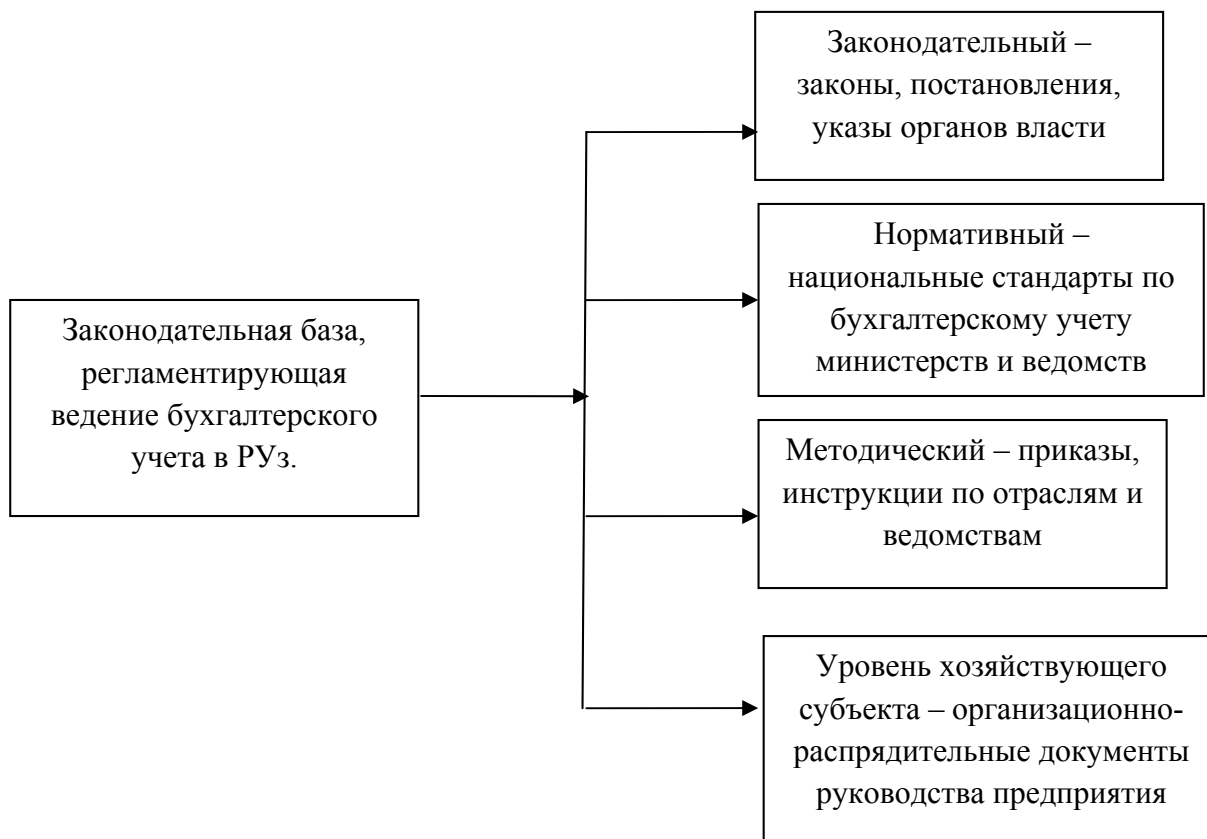 Законодательная база,
регламентирующая
ведение бухгалтерского
учета в РУз.
Законодательный –
законы, постановления,
указы органов власти
Нормативный –
национальные стандарты по
бухгалтерскому учету
министерств и ведомств
Методический – приказы,
инструкции по отраслям и
ведомствам
Уровень хозяйствующего
субъекта – организационно-
распрядительные документы
руководства предприятия